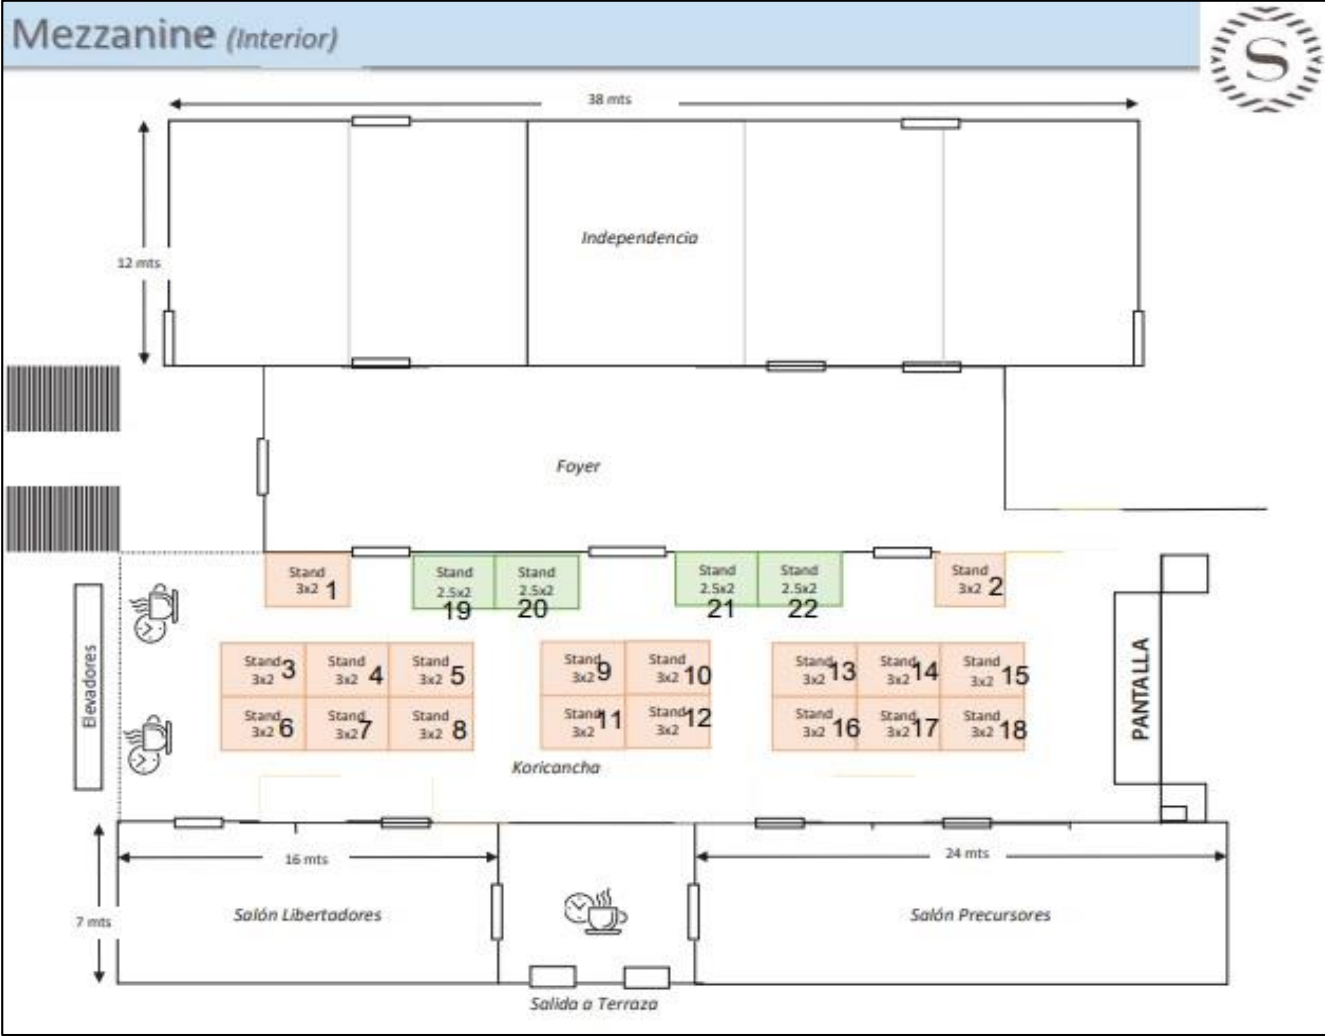 Mezzanine (Interior)
S
38 mts
12 mts
Independencia
Foyer
Stand
3x2 1
Stand
2.5x2
19
Stand
2.5x2
20
Stand
2.5x2
21
Stand
2.5x2
22
Stand
3x2 2
Elevadores
Stand 3
3x2
Stand
3x2 4
Stand
3x2 5
Stand 9
3x2
Stand
3x2 10
Stand 13
3x2
Stand 14
3x2
Stand
3x2 15
Stand 6
3x2
Stand
3x2 7
Stand
3x2 8
Stand 11
3x2
Stand 12
3x2
Stand
3x2 16
Stand
3x2 17
Stand
3x2 18
PANTALLA
Koricancha
16 mts
24 mts
7 mts
Salón Libertadores
Salón Precursores
Salida a Terraza